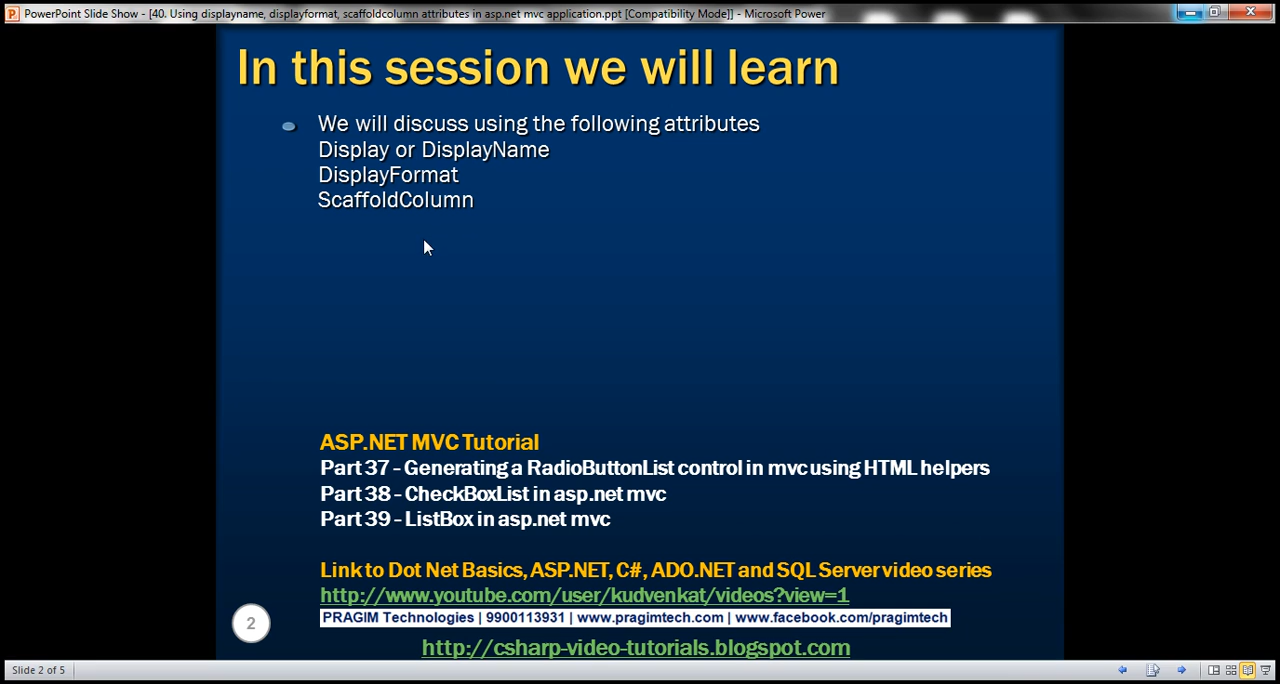 PowerPoint Slide Show - [40. Using displayname, displayformat, scaffoldcolumn attributes in asp.net mvc application.ppt [Compatibility Mode]] - Microsoft Power
In this session we will learn
We will discuss using the following attributes
Display or DisplayName
DisplayFormat
ScaffoldColumn
ASP.NET MVC Tutorial
Part 37 - Generating a RadioButtonList control in mvc using HTML helpers
Part 38 - CheckBoxList in asp.net mvc
Part 39 - ListBox in asp.net mvc
Link to Dot Net Basics, ASP.NET, C#, ADO.NET and SQL Server video series
http://www.youtube.com/user/kudvenkat/videos?view=1
PRAGIM Technologies | 9900113931 | www.pragimtech.com | www.facebook.com/pragimtech
2
http://csharp-video-tutorials.blogspot.com
Slide 2 of 5